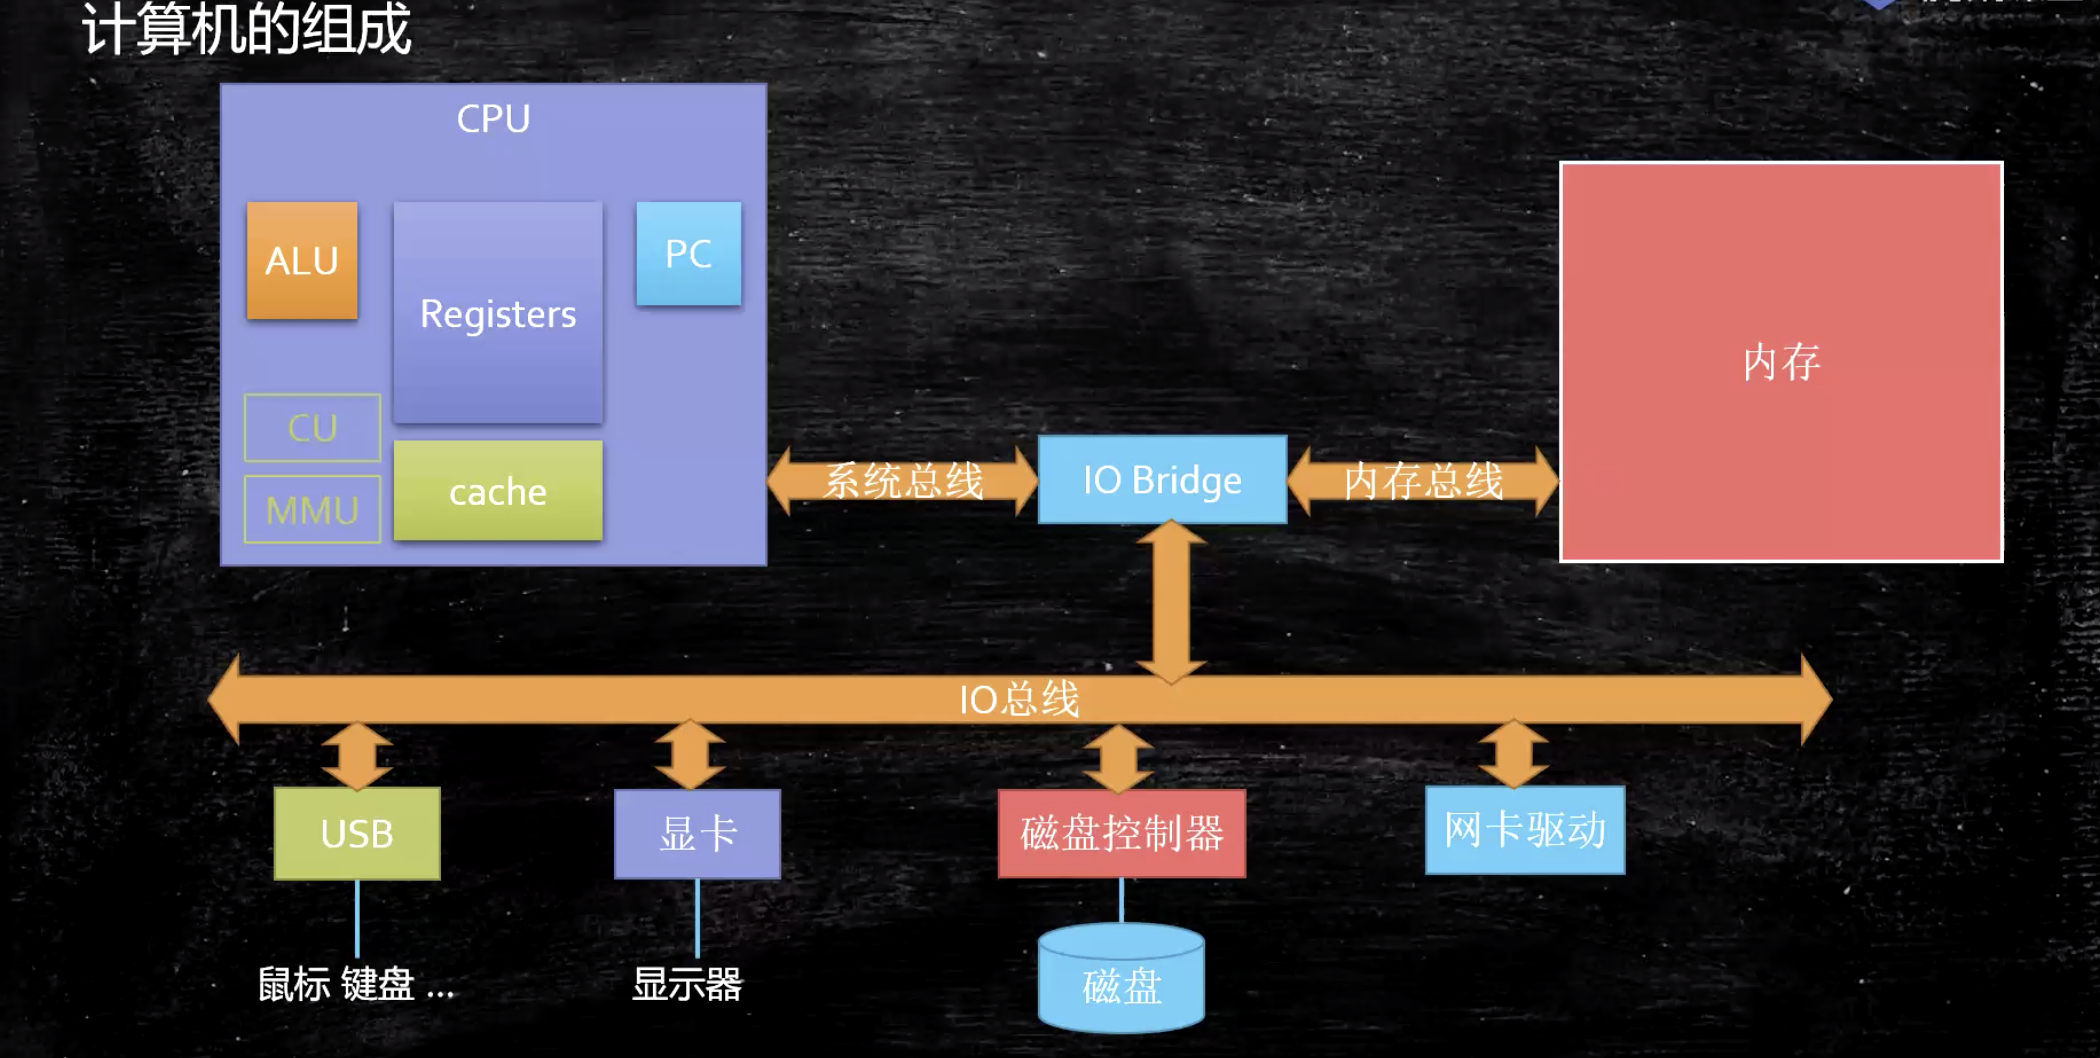 计算机的组成
CPU
ALU
Registers
PC
CU
MMU
cache
系统总线
IO Bridge
内存总线
内存
IO总线
USB
显卡
磁盘控制器
网卡驱动
鼠标 键盘 ...
显示器
磁盘